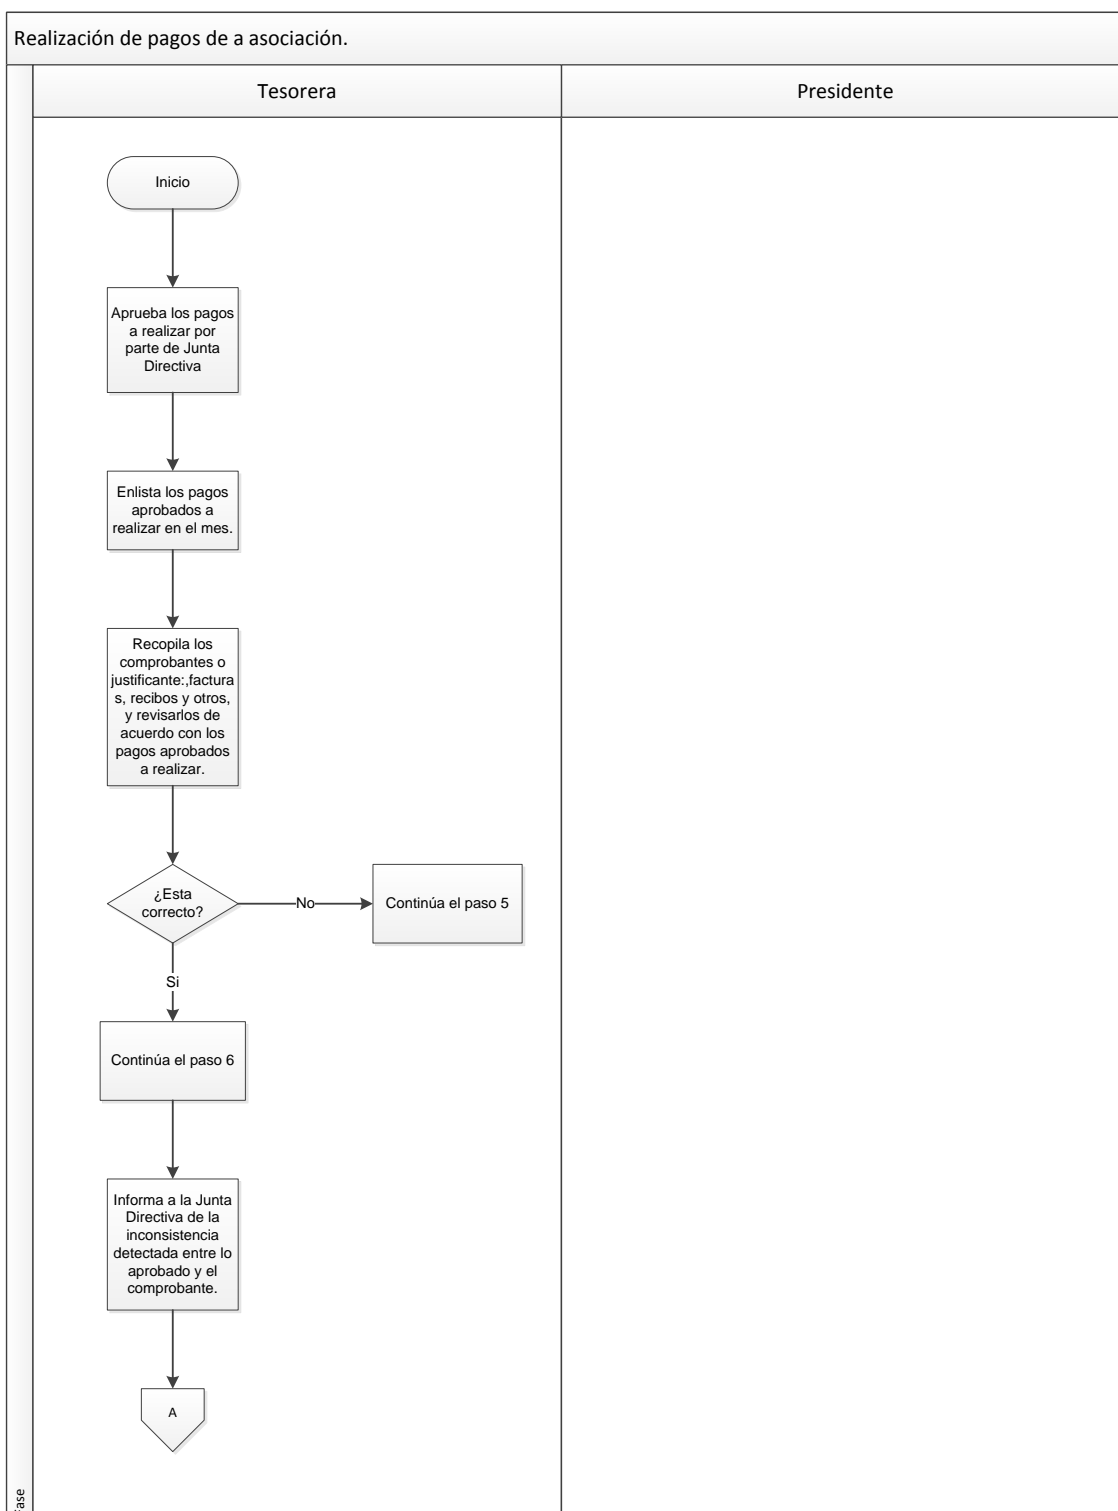 Realización de pagos de a asociación.
Tesorera
Presidente
Inicio
Aprueba los pagos
a realizar por
parte de Junta
Directiva
Enlista los pagos
aprobados a
realizar en el mes.
Recopila los
comprobantes o
justificante:,factura
s, recibos y otros,
y revisarlos de
acuerdo con los
pagos aprobados
a realizar.
¿Esta
correcto?
No
Continúa el paso 5
Si
Continúa el paso 6
Informa a la Junta
Directiva de la
inconsistencia
detectada entre lo
aprobado y el
comprobante.
A